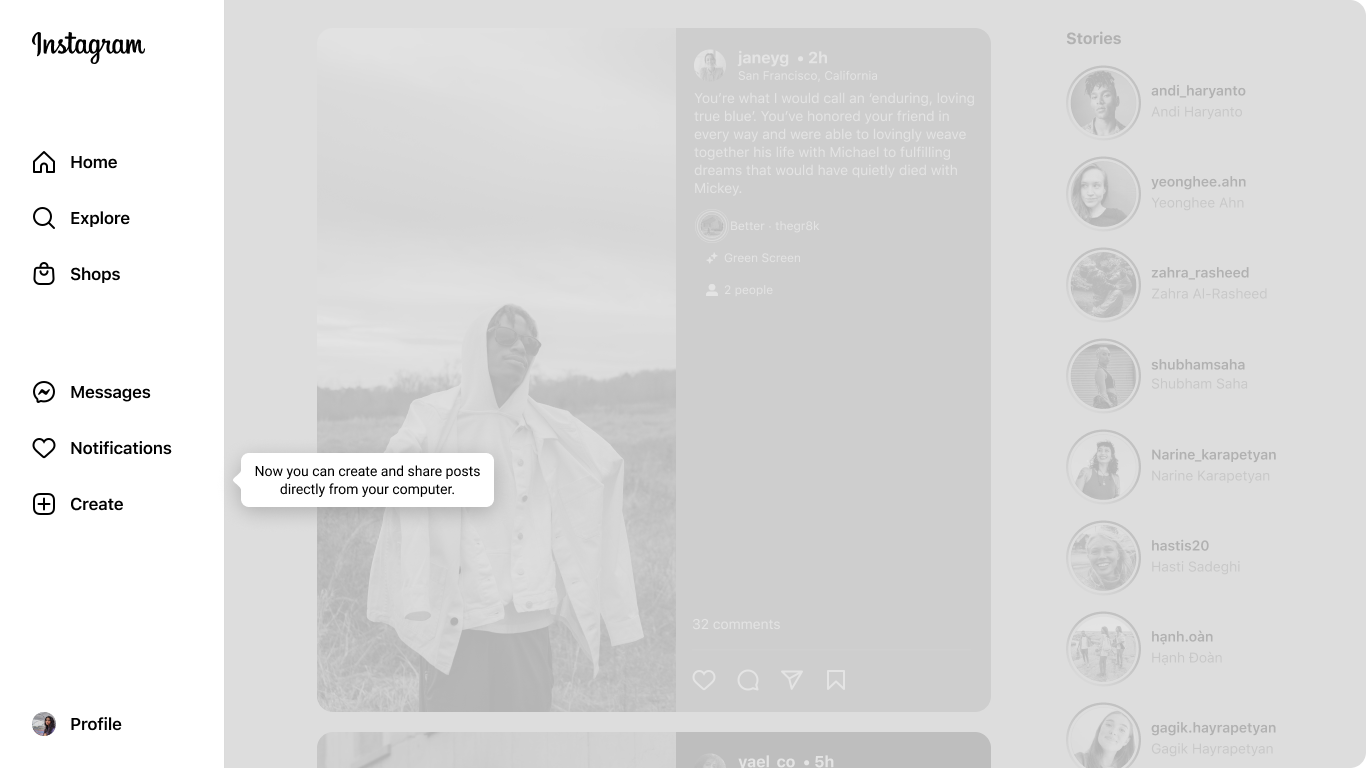 Instagram
Home
Explore
Shops
Messages
Notifications
Create
Profile
Now you can create and share posts
directly from your computer.
janeyg • 2h
San Francisco, California
You're what I would call an ‘enduring, loving
true blue’. You've honored your friend in
every way and were able to lovingly weave
together his life with Michael to fulfilling
dreams that would have quietly died with
Mickey.
Better · thegr8k
Green Screen
2 people
32 comments
yael_co • 5h
Stories
andi_haryanto
Andi Haryanto
yeonghee.ahn
Yeonghee Ahn
zahra_rasheed
Zahra Al-Rasheed
shubhamsaha
Shubham Saha
Narine_karapetyan
Narine Karapetyan
hastis20
Hasti Sadeghi
hạnh.oàn
Hạnh Đoàn
gagik.hayrapetyan
Gagik Hayrapetyan